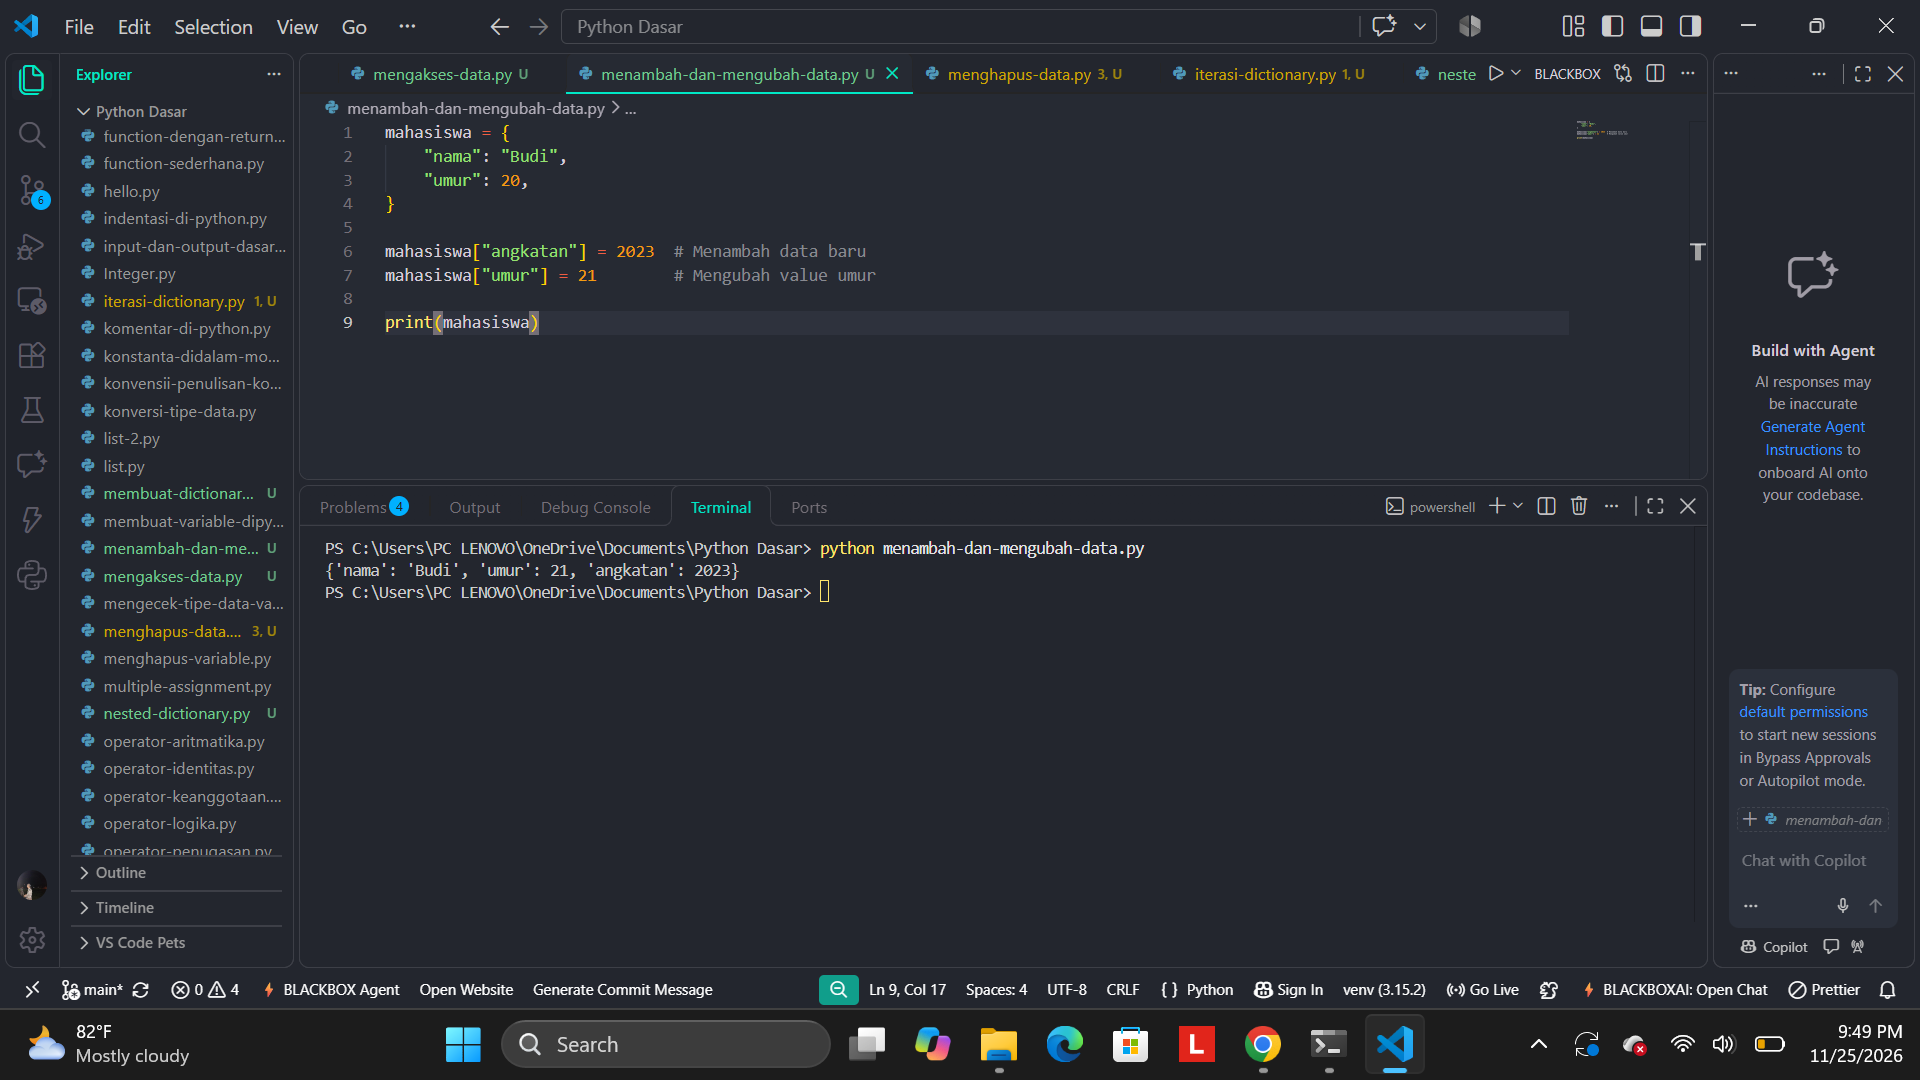 File Edit Selection View Go
Python Dasar
Explorer
Python Dasar
function-dengan-return...
function-sederhana.py
hello.py
indentasi-di-python.py
input-dan-output-dasar...
Integer.py
iterasi-dictionary.py 1, U
komentar-di-python.py
konstanta-didalam-mo...
konvensii-penulisan-ko...
konversi-tipe-data.py
list-2.py
list.py
membuat-dictionar... U
membuat-variable-dipy...
menambah-dan-me... U
mengakses-data.py U
mengecek-tipe-data-va...
menghapus-data.... 3, U
menghapus-variable.py
multiple-assignment.py
nested-dictionary.py U
operator-aritmatika.py
operator-identitas.py
operator-keanggotaan....
operator-logika.py
operator-penugasan.py
Outline
Timeline
VS Code Pets
6
mengakses-data.py U
menambah-dan-mengubah-data.py U
menghapus-data.py 3, U
iterasi-dictionary.py 1, U
neste
BLACKBOX
menambah-dan-mengubah-data.py > ...
1 mahasiswa = {
2 "nama": "Budi",
3 "umur": 20,
4 }
5
6 mahasiswa["angkatan"] = 2023 # Menambah data baru
7 mahasiswa["umur"] = 21 # Mengubah value umur
8
9 print(mahasiswa)
Problems 4 Output Debug Console Terminal Ports
powershell
PS C:\Users\PC LENOVO\OneDrive\Documents\Python Dasar> python menambah-dan-mengubah-data.py
{'nama': 'Budi', 'umur': 21, 'angkatan': 2023}
PS C:\Users\PC LENOVO\OneDrive\Documents\Python Dasar>
Build with Agent
AI responses may
be inaccurate
Generate Agent
Instructions to
onboard AI onto
your codebase.
Tip: Configure
default permissions
to start new sessions
in Bypass Approvals
or Autopilot mode.
menambah-dan
Chat with Copilot
Copilot
main* 0 4 BLACKBOX Agent Open Website Generate Commit Message
Ln 9, Col 17 Spaces: 4 UTF-8 CRLF { } Python Sign In venv (3.15.2) Go Live BLACKBOXAI: Open Chat Prettier
82°F
Mostly cloudy
Search
L
9:49 PM
11/25/2026